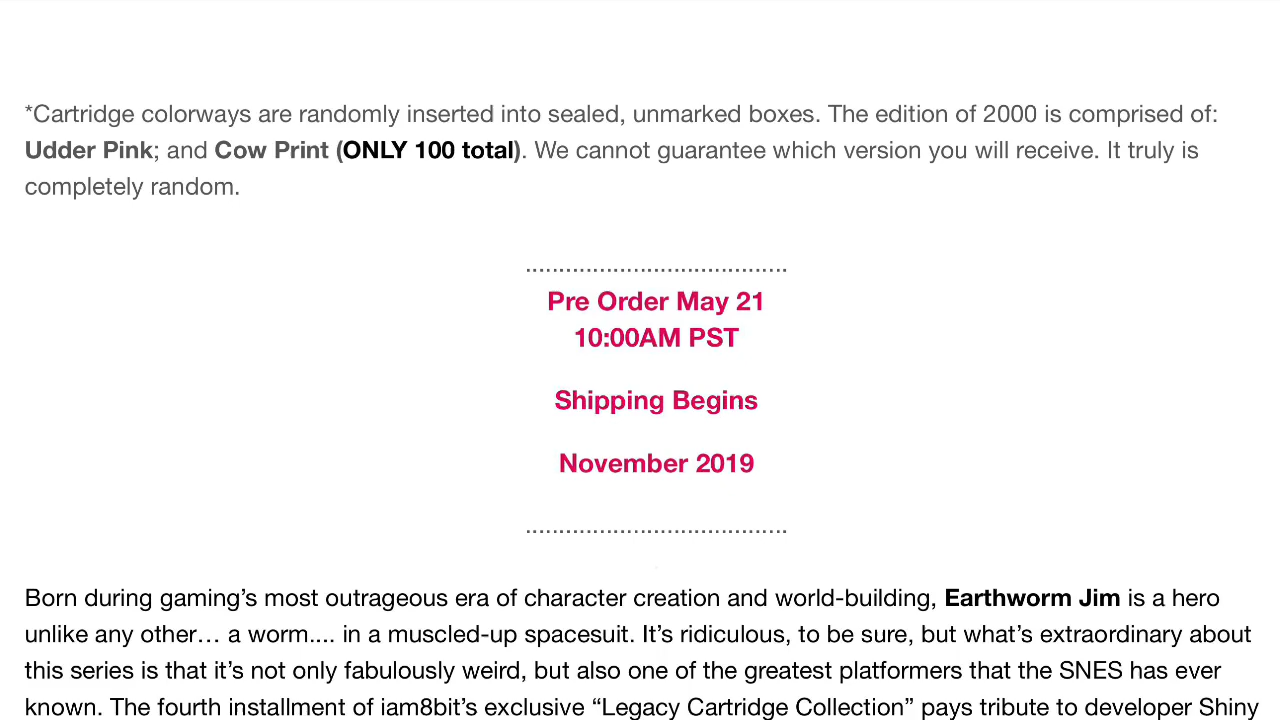 *Cartridge colorways are randomly inserted into sealed, unmarked boxes. The edition of 2000 is comprised of:
Udder Pink; and Cow Print (ONLY 100 total). We cannot guarantee which version you will receive. It truly is
completely random.
.......................................
Pre Order May 21
10:00AM PST
Shipping Begins
November 2019
.......................................
Born during gaming’s most outrageous era of character creation and world-building, Earthworm Jim is a hero
unlike any other… a worm.... in a muscled-up spacesuit. It’s ridiculous, to be sure, but what’s extraordinary about
this series is that it’s not only fabulously weird, but also one of the greatest platformers that the SNES has ever
known. The fourth installment of iam8bit’s exclusive “Legacy Cartridge Collection” pays tribute to developer Shiny